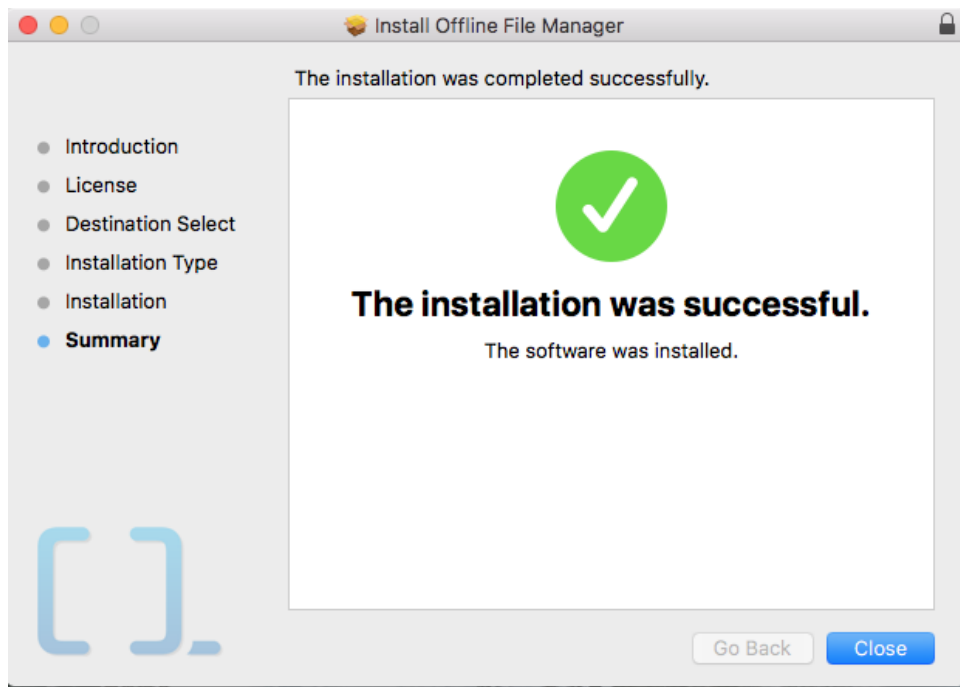 Install Offline File Manager
The installation was completed successfully.
Introduction
License
Destination Select
Installation Type
Installation
Summary
The installation was successful.
The software was installed.
Go Back
Close